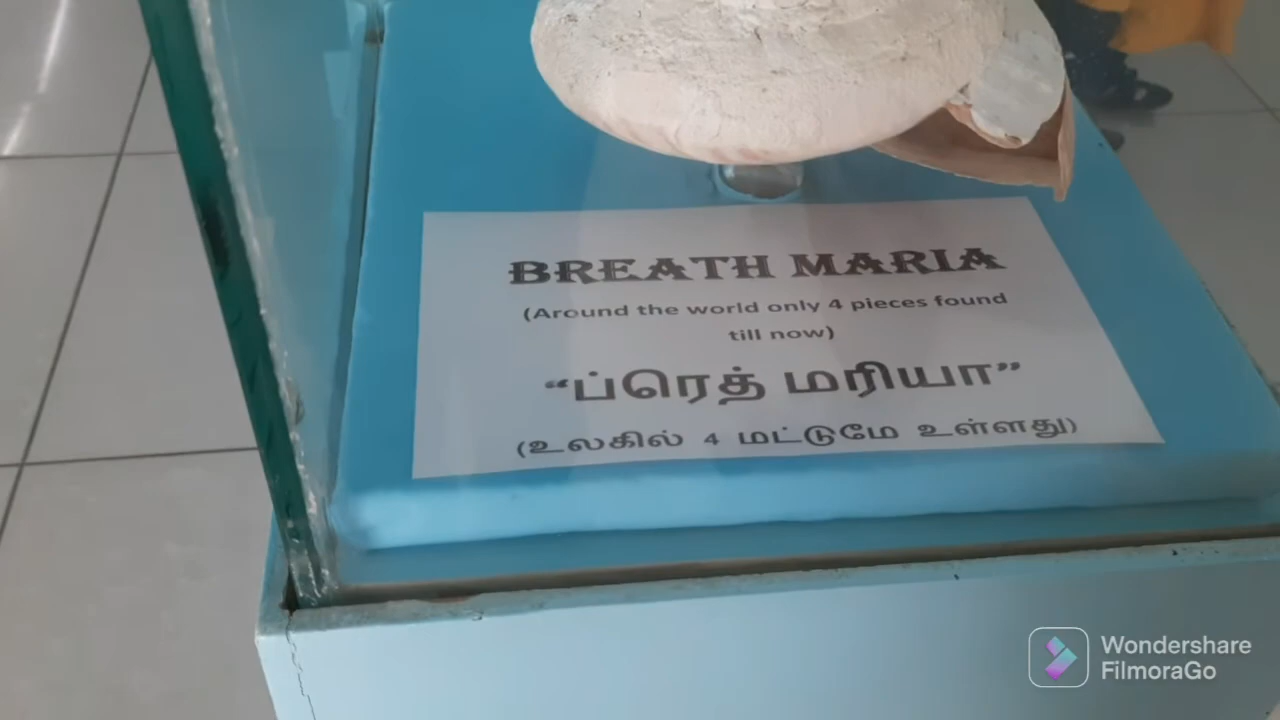 BREATH MARIA
(Around the world only 4 pieces found
till now)
“ப்ரெத் மரியா”
(உலகில் 4 மட்டுமே உள்ளது)
Wondershare
FilmoraGo